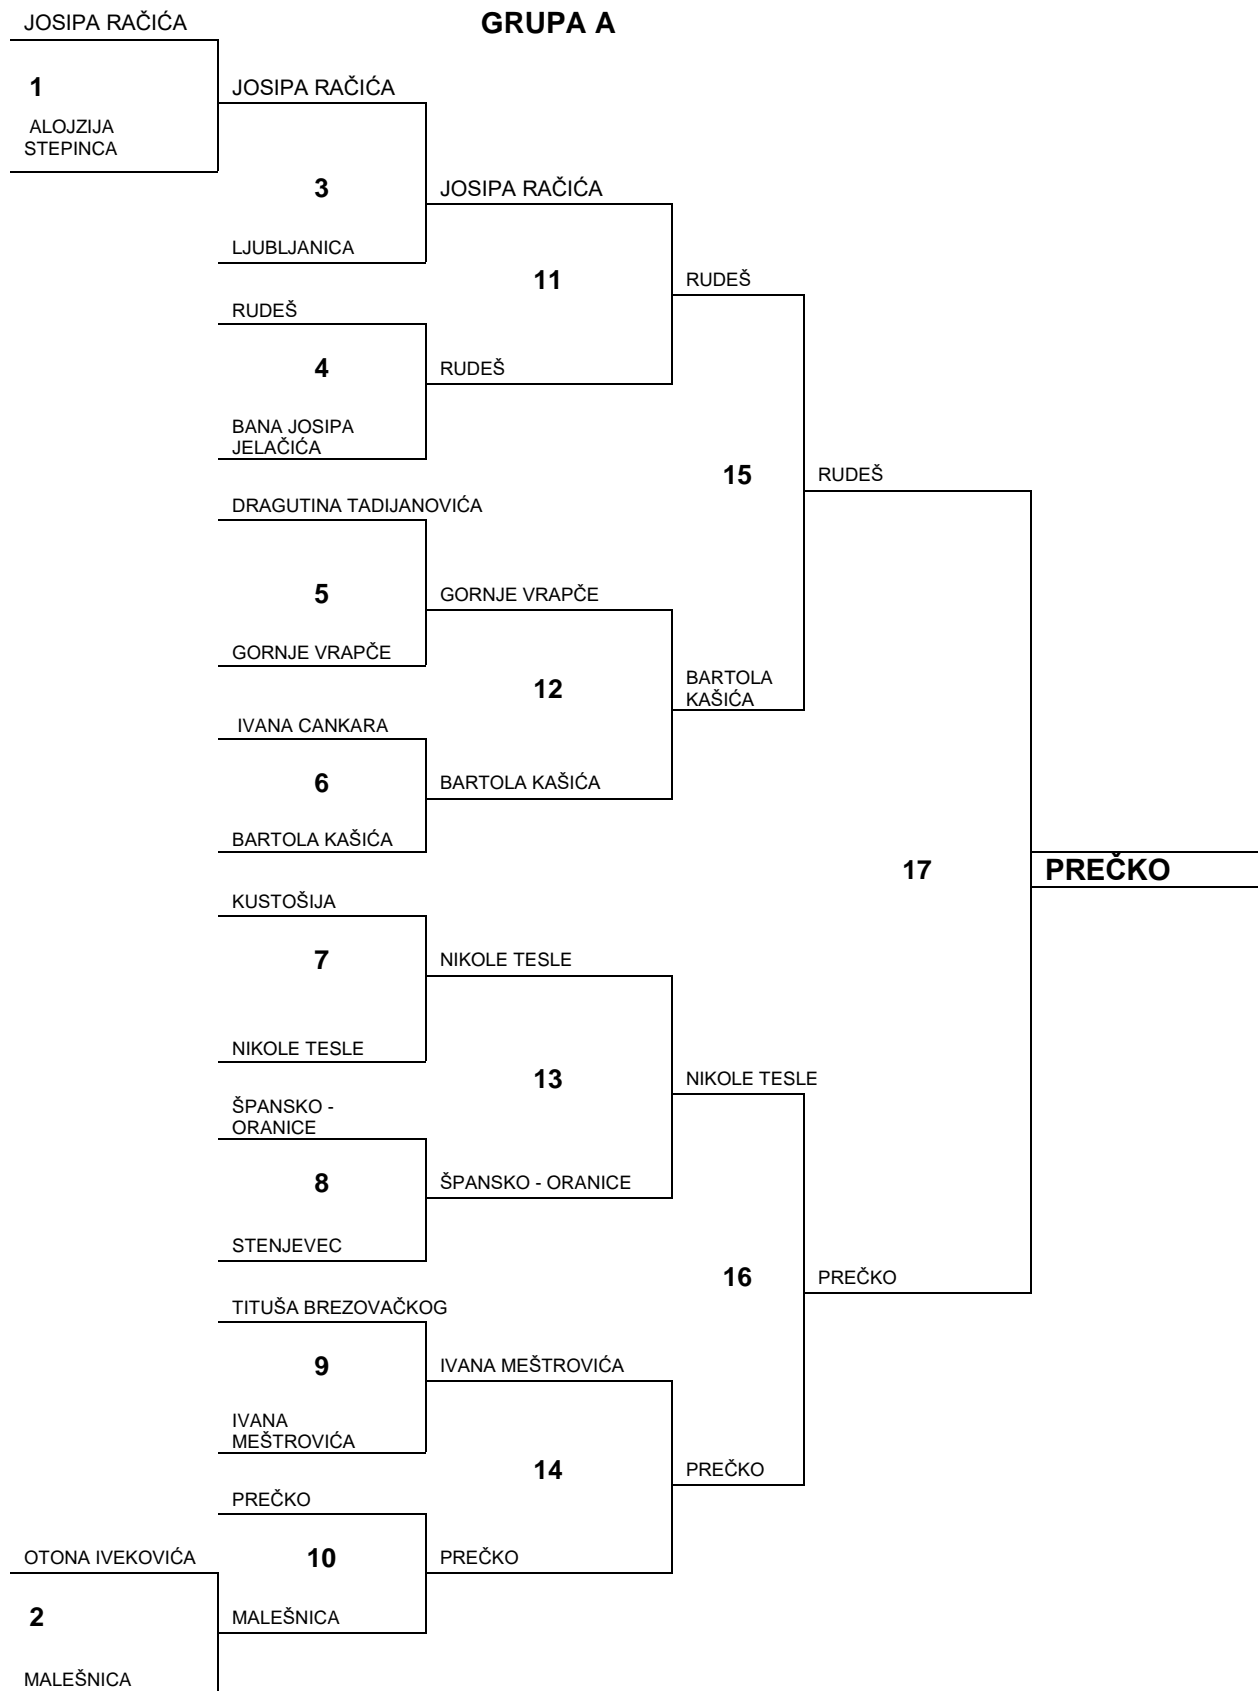 JOSIPA RAČIĆA
GRUPA A
1
JOSIPA RAČIĆA
ALOJZIJA
STEPINCA
3
JOSIPA RAČIĆA
LJUBLJANICA
11
RUDEŠ
RUDEŠ
4
RUDEŠ
BANA JOSIPA
JELAČIĆA
15
RUDEŠ
DRAGUTINA TADIJANOVIĆA
5
GORNJE VRAPČE
GORNJE VRAPČE
12
BARTOLA
KAŠIĆA
IVANA CANKARA
6
BARTOLA KAŠIĆA
BARTOLA KAŠIĆA
17
PREČKO
KUSTOŠIJA
7
NIKOLE TESLE
NIKOLE TESLE
13
NIKOLE TESLE
ŠPANSKO -
ORANICE
8
ŠPANSKO - ORANICE
STENJEVEC
16
PREČKO
TITUŠA BREZOVAČKOG
9
IVANA MEŠTROVIĆA
IVANA
MEŠTROVIĆA
14
PREČKO
PREČKO
OTONA IVEKOVIĆA
10
PREČKO
2
MALEŠNICA
MALEŠNICA